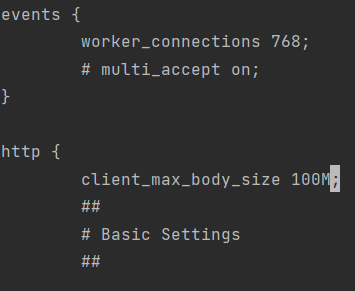 events {
        worker_connections 768;
        # multi_accept on;
}

http {
        client_max_body_size 100M;
        ##
        # Basic Settings
        ##